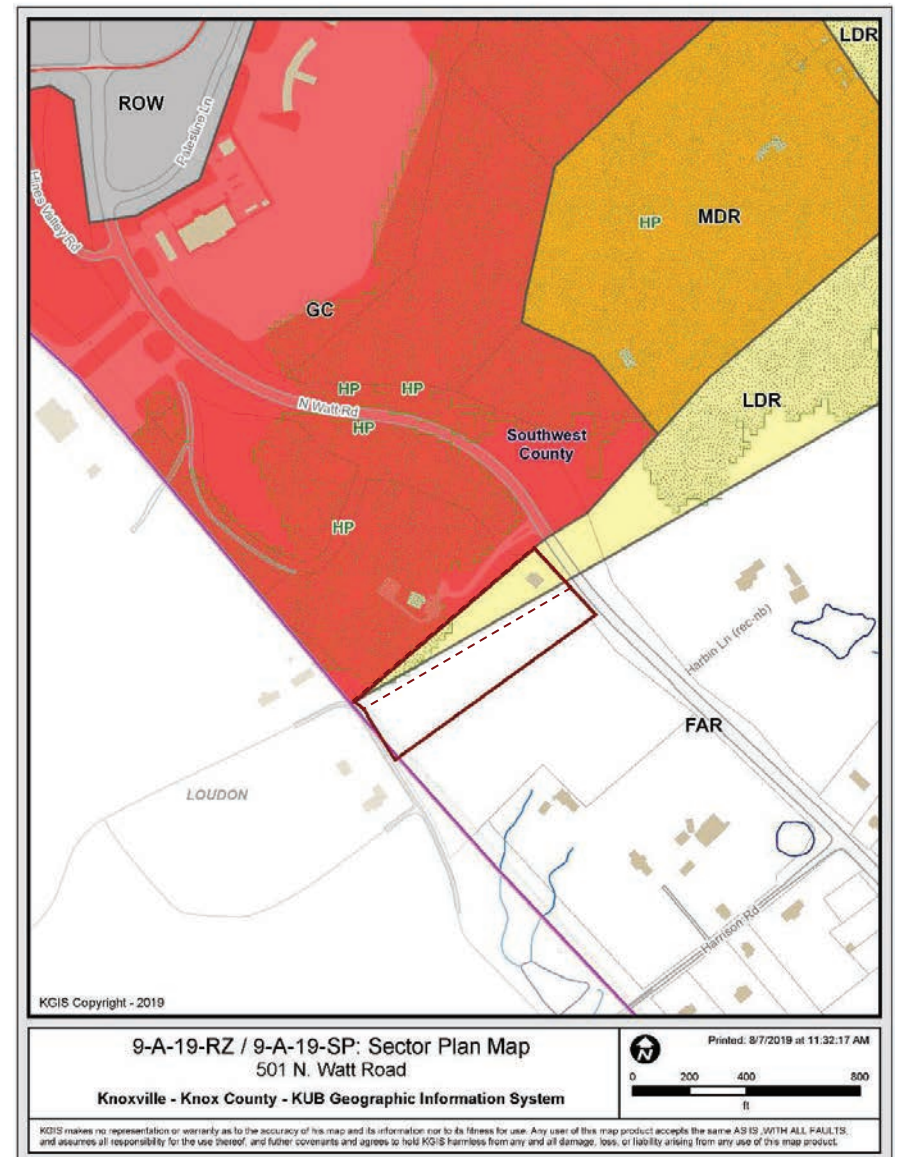 LDR
ROW
Palestine Ln
Hines Valley Rd
HP
MDR
GC
HP
HP
N Watt Rd
HP
LDR
Southwest
County
HP
Harbin Ln (rec-nb)
FAR
LOUDON
Harrison Rd
KGIS Copyright - 2019
9-A-19-RZ / 9-A-19-SP: Sector Plan Map
501 N. Watt Road
Knoxville - Knox County - KUB Geographic Information System
N
Printed: 8/7/2019 at 11:32:17 AM
0 200 400 800
ft
KGIS makes no representation or warranty as to the accuracy of his map and its information nor to its fitness for use. Any user of this map product accepts the same AS IS ,WITH ALL FAULTS,
and assumes all responsibility for the use thereof, and futher covenants and agrees to hold KGIS harmless from any and all damage, loss, or liability arising from any use of this map product.